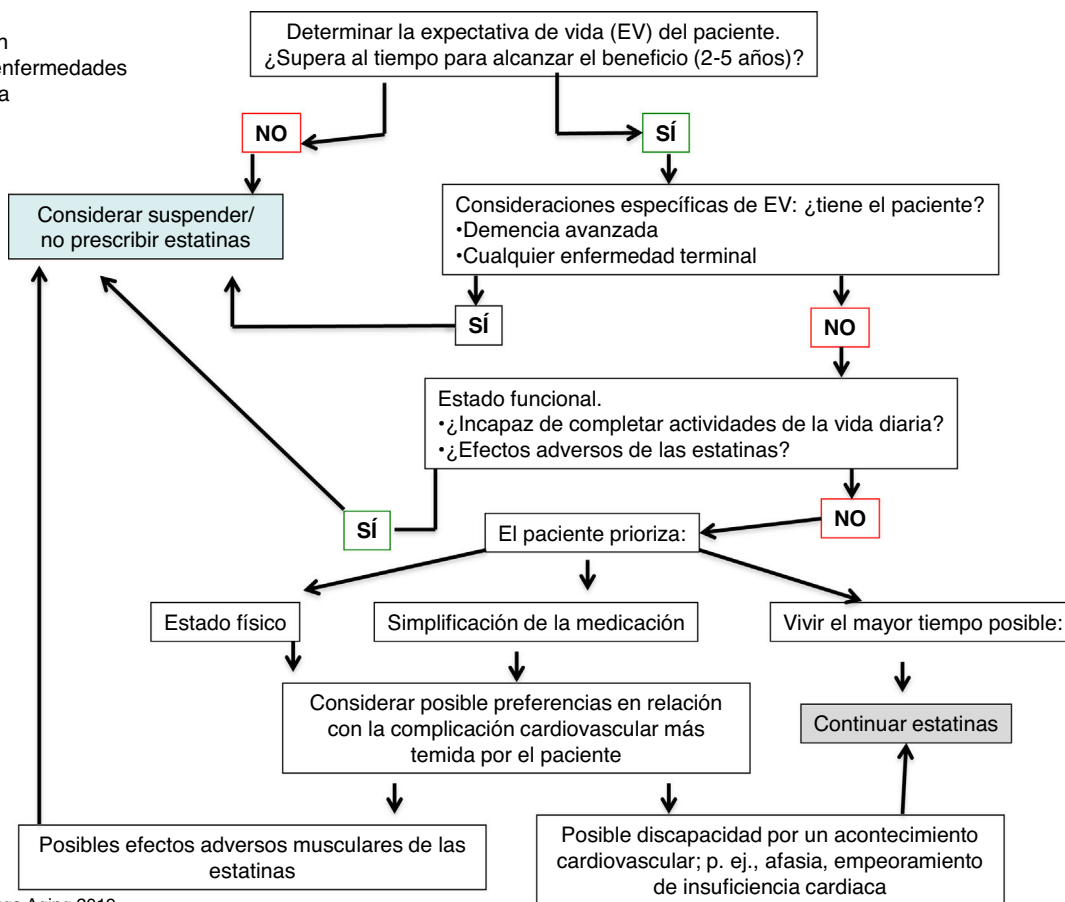 Determinar la expectativa de vida (EV) del paciente.
¿Supera al tiempo para alcanzar el beneficio (2-5 años)?
enfermedades
NO
SÍ
Considerar suspender/
no prescribir estatinas
Consideraciones específicas de EV: ¿tiene el paciente?
•Demencia avanzada
•Cualquier enfermedad terminal
SÍ
NO
Estado funcional.
•¿Incapaz de completar actividades de la vida diaria?
•¿Efectos adversos de las estatinas?
SÍ
NO
El paciente prioriza:
Estado físico
Simplificación de la medicación
Vivir el mayor tiempo posible:
Considerar posible preferencias en relación
con la complicación cardiovascular más
temida por el paciente
Continuar estatinas
Posibles efectos adversos musculares de las
estatinas
Posible discapacidad por un acontecimiento
cardiovascular; p. ej., afasia, empeoramiento
de insuficiencia cardiaca